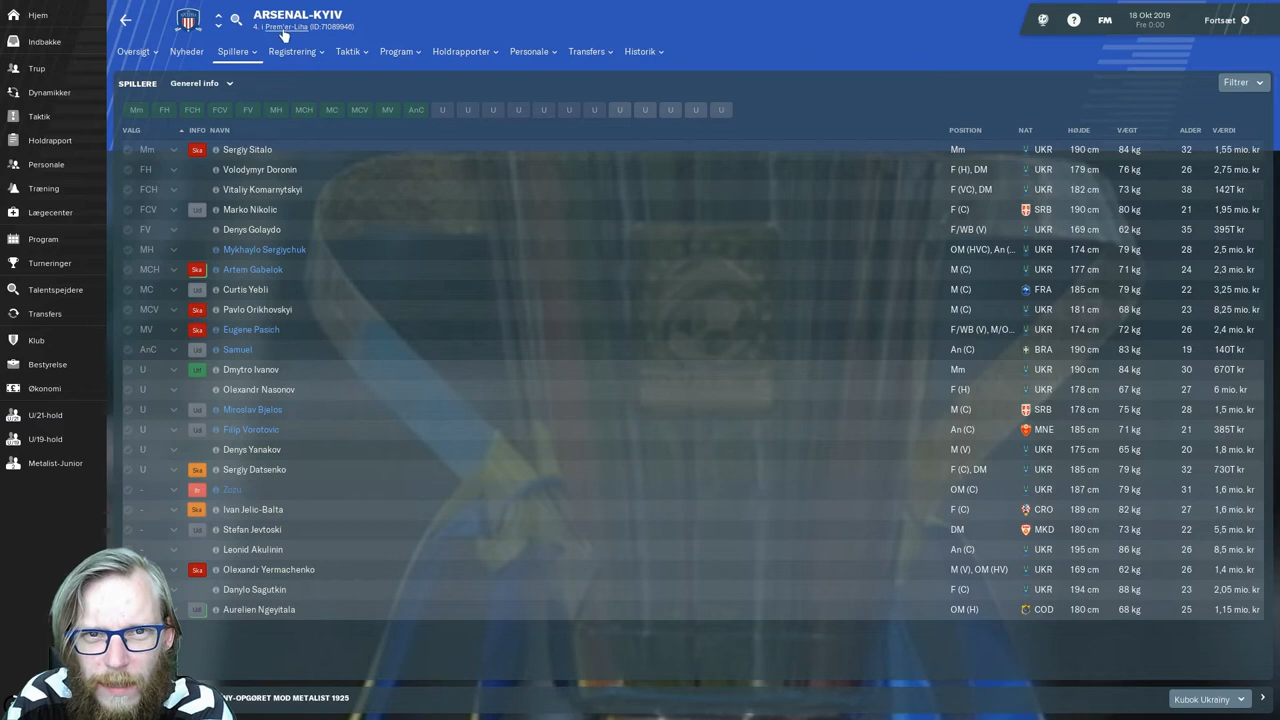 Hjem
Indbakke
Trup
Dynamikker
Taktik
Holdrapport
Personale
Træning
Lægecenter
Program
Turneringer
Talentspejdere
Transfers
Klub
Bestyrelse
Økonomi
U/21-hold
U/19-hold
Metalist-Junior
ARSENAL-KYIV
4. i Prem'er-Liha (ID:71089946)
FM
18 Okt 2019
Fre 0:00
Fortsæt
Oversigt
Nyheder
Spillere
Registrering
Taktik
Program
Holdrapporter
Personale
Transfers
Historik
SPILLERE Generel info
Filtrer
Mm FH FCH FCV FV MH MCH MC MCV MV AnC U U U U U U U U U U U U
VALG INFO NAVN POSITION NAT HØJDE VÆGT ALDER VÆRDI
Mm Ska Sergiy Sitalo Mm UKR 190 cm 84 kg 32 1,55 mio. kr
FH Volodymyr Doronin F (H), DM UKR 179 cm 76 kg 26 2,75 mio. kr
FCH Vitaliy Komarnytskyi F (VC), DM UKR 182 cm 73 kg 38 142T kr
FCV Ud Marko Nikolic F (C) SRB 190 cm 80 kg 21 1,95 mio. kr
FV Denys Golaydo F/WB (V) UKR 169 cm 62 kg 35 395T kr
MH Mykhaylo Sergiychuk OM (HVC), An (... UKR 174 cm 79 kg 28 2,5 mio. kr
MCH Ska Artem Gabelok M (C) UKR 177 cm 71 kg 24 2,3 mio. kr
MC Ud Curtis Yebli M (C) FRA 185 cm 79 kg 22 3,25 mio. kr
MCV Ska Pavlo Orikhovskyi M (C) UKR 181 cm 68 kg 23 8,25 mio. kr
MV Ska Eugene Pasich F/WB (V), M/O... UKR 174 cm 72 kg 26 2,4 mio. kr
AnC Ud Samuel An (C) BRA 190 cm 83 kg 19 140T kr
U Utf Dmytro Ivanov Mm UKR 190 cm 84 kg 30 670T kr
U Olexandr Nasonov F (H) UKR 178 cm 67 kg 27 6 mio. kr
U Ud Miroslav Bjelos M (C) SRB 178 cm 75 kg 28 1,5 mio. kr
U Ud Filip Vorotovic An (C) MNE 185 cm 71 kg 21 385T kr
U Denys Yanakov M (V) UKR 175 cm 65 kg 20 1,8 mio. kr
U Ska Sergiy Datsenko F (C), DM UKR 185 cm 79 kg 32 730T kr
- Zozu OM (C) UKR 187 cm 79 kg 31 1,6 mio. kr
- Ska Ivan Jelic-Balta F (C) CRO 189 cm 82 kg 27 1,6 mio. kr
- Ud Stefan Jevtoski DM MKD 180 cm 73 kg 22 5,5 mio. kr
- Leonid Akulinin An (C) UKR 195 cm 86 kg 26 8,5 mio. kr
Ska Olexandr Yermachenko M (V), OM (HV) UKR 169 cm 62 kg 26 1,4 mio. kr
Danylo Sagutkin F (C) UKR 194 cm 88 kg 23 2,05 mio. kr
Ud Aurelien Ngeyitala OM (H) COD 180 cm 68 kg 25 1,15 mio. kr
NY-OPGØRET MOD METALIST 1925
Kubok Ukrainy